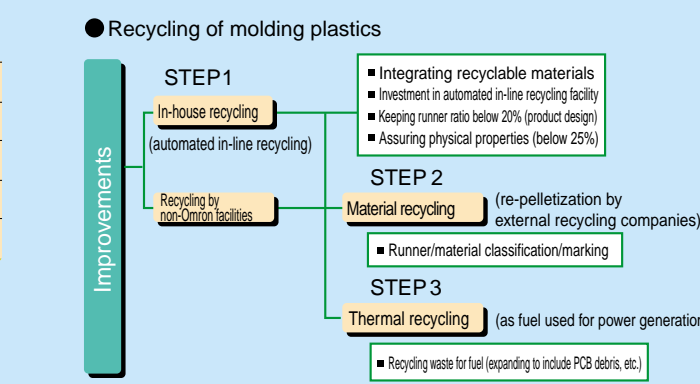 ● Recycling of molding plastics
Improvements
STEP1
In-house recycling
(automated in-line recycling)
Recycling by
non-Omron facilities
■ Integrating recyclable materials
■ Investment in automated in-line recycling facility
■ Keeping runner ratio below 20% (product design)
■ Assuring physical properties (below 25%)
STEP 2
Material recycling
(re-pelletization by
external recycling companies)
■ Runner/material classification/marking
STEP3
Thermal recycling
(as fuel used for power generation
■ Recycling waste for fuel (expanding to include PCB debris, etc.)